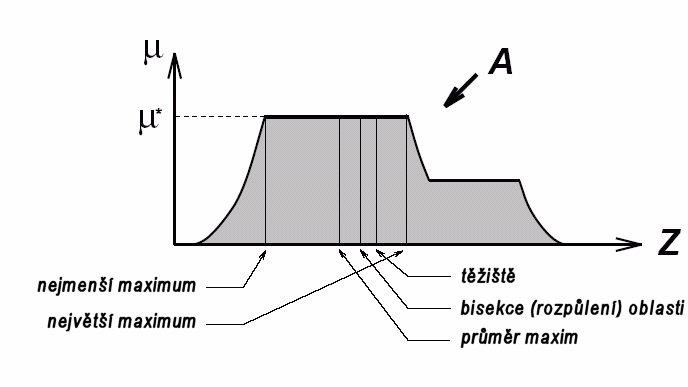 μ
A
μ*
Z
nejmenší maximum
největší maximum
těžiště
bisekce (rozpůlení) oblasti
průměr maxim